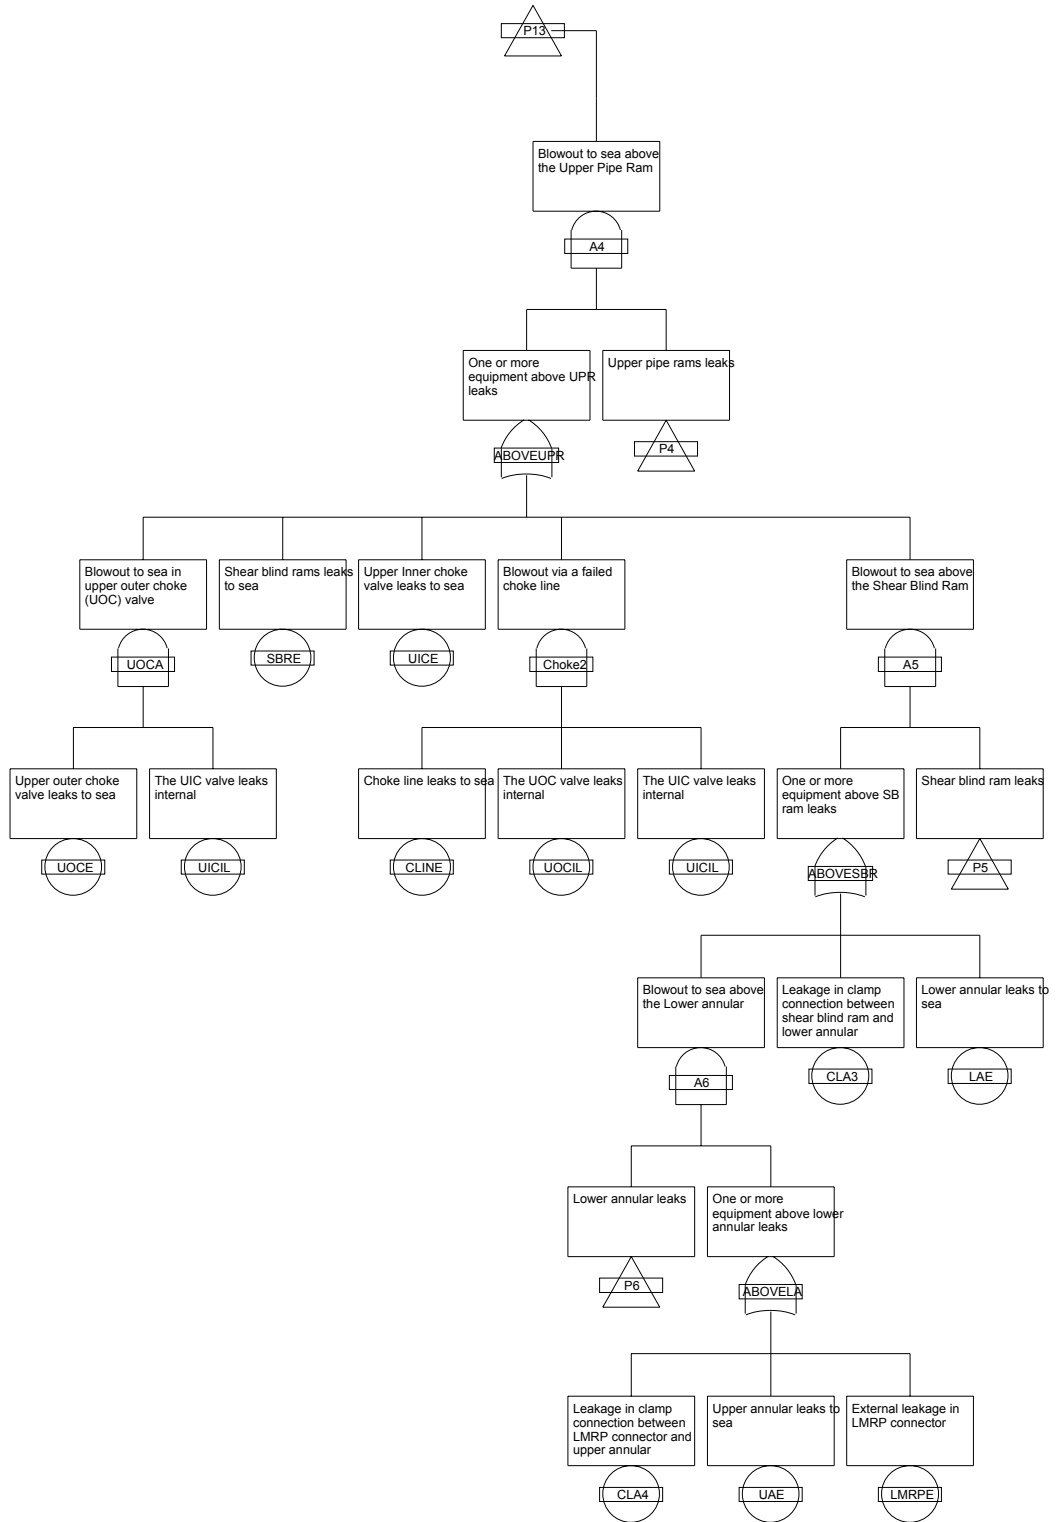 P13
Blowout to sea above
the Upper Pipe Ram
A4
One or more
equipment above UPR
leaks
ABOVEUPR
Upper pipe rams leaks
P4
Blowout to sea in
upper outer choke
(UOC) valve
UOCA
Shear blind rams leaks
to sea
SBRE
Upper Inner choke
valve leaks to sea
UICE
Blowout via a failed
choke line
Choke2
Blowout to sea above
the Shear Blind Ram
A5
Upper outer choke
valve leaks to sea
UOCE
The UIC valve leaks
internal
UICIL
Choke line leaks to sea
CLINE
The UOC valve leaks
internal
UOCIL
The UIC valve leaks
internal
UICIL
One or more
equipment above SB
ram leaks
ABOVESBR
Shear blind ram leaks
P5
Blowout to sea above
the Lower annular
A6
Leakage in clamp
connection between
shear blind ram and
lower annular
CLA3
Lower annular leaks to
sea
LAE
Lower annular leaks
P6
One or more
equipment above lower
annular leaks
ABOVELA
Leakage in clamp
connection between
LMRP connector and
upper annular
CLA4
Upper annular leaks to
sea
UAE
External leakage in
LMRP connector
LMRPE